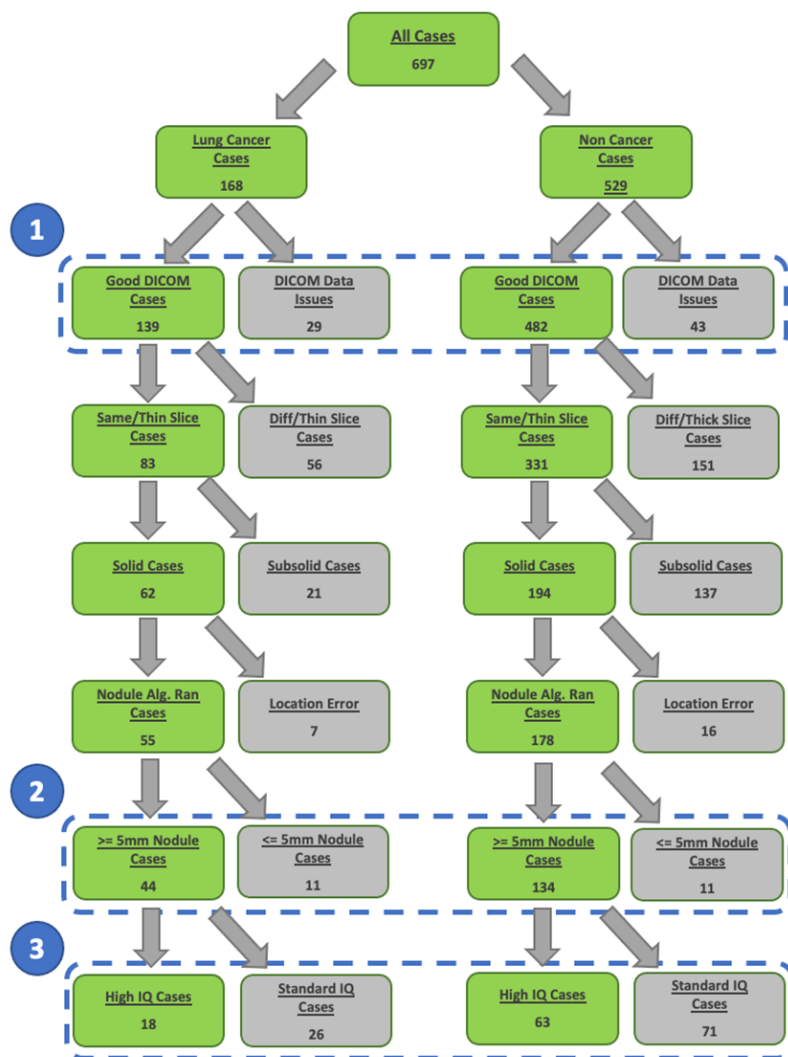 All Cases
697
Lung Cancer
Cases
168
Non Cancer
Cases
529
1
Good DICOM
Cases
139
DICOM Data
Issues
29
Good DICOM
Cases
482
DICOM Data
Issues
43
Same/Thin Slice
Cases
83
Diff/Thin Slice
Cases
56
Same/Thin Slice
Cases
331
Diff/Thick Slice
Cases
151
Solid Cases
62
Subsolid Cases
21
Solid Cases
194
Subsolid Cases
137
Nodule Alg. Ran
Cases
55
Location Error
7
Nodule Alg. Ran
Cases
178
Location Error
16
2
>= 5mm Nodule
Cases
44
<= 5mm Nodule
Cases
11
>= 5mm Nodule
Cases
134
<= 5mm Nodule
Cases
11
3
High IQ Cases
18
Standard IQ
Cases
26
High IQ Cases
63
Standard IQ
Cases
71